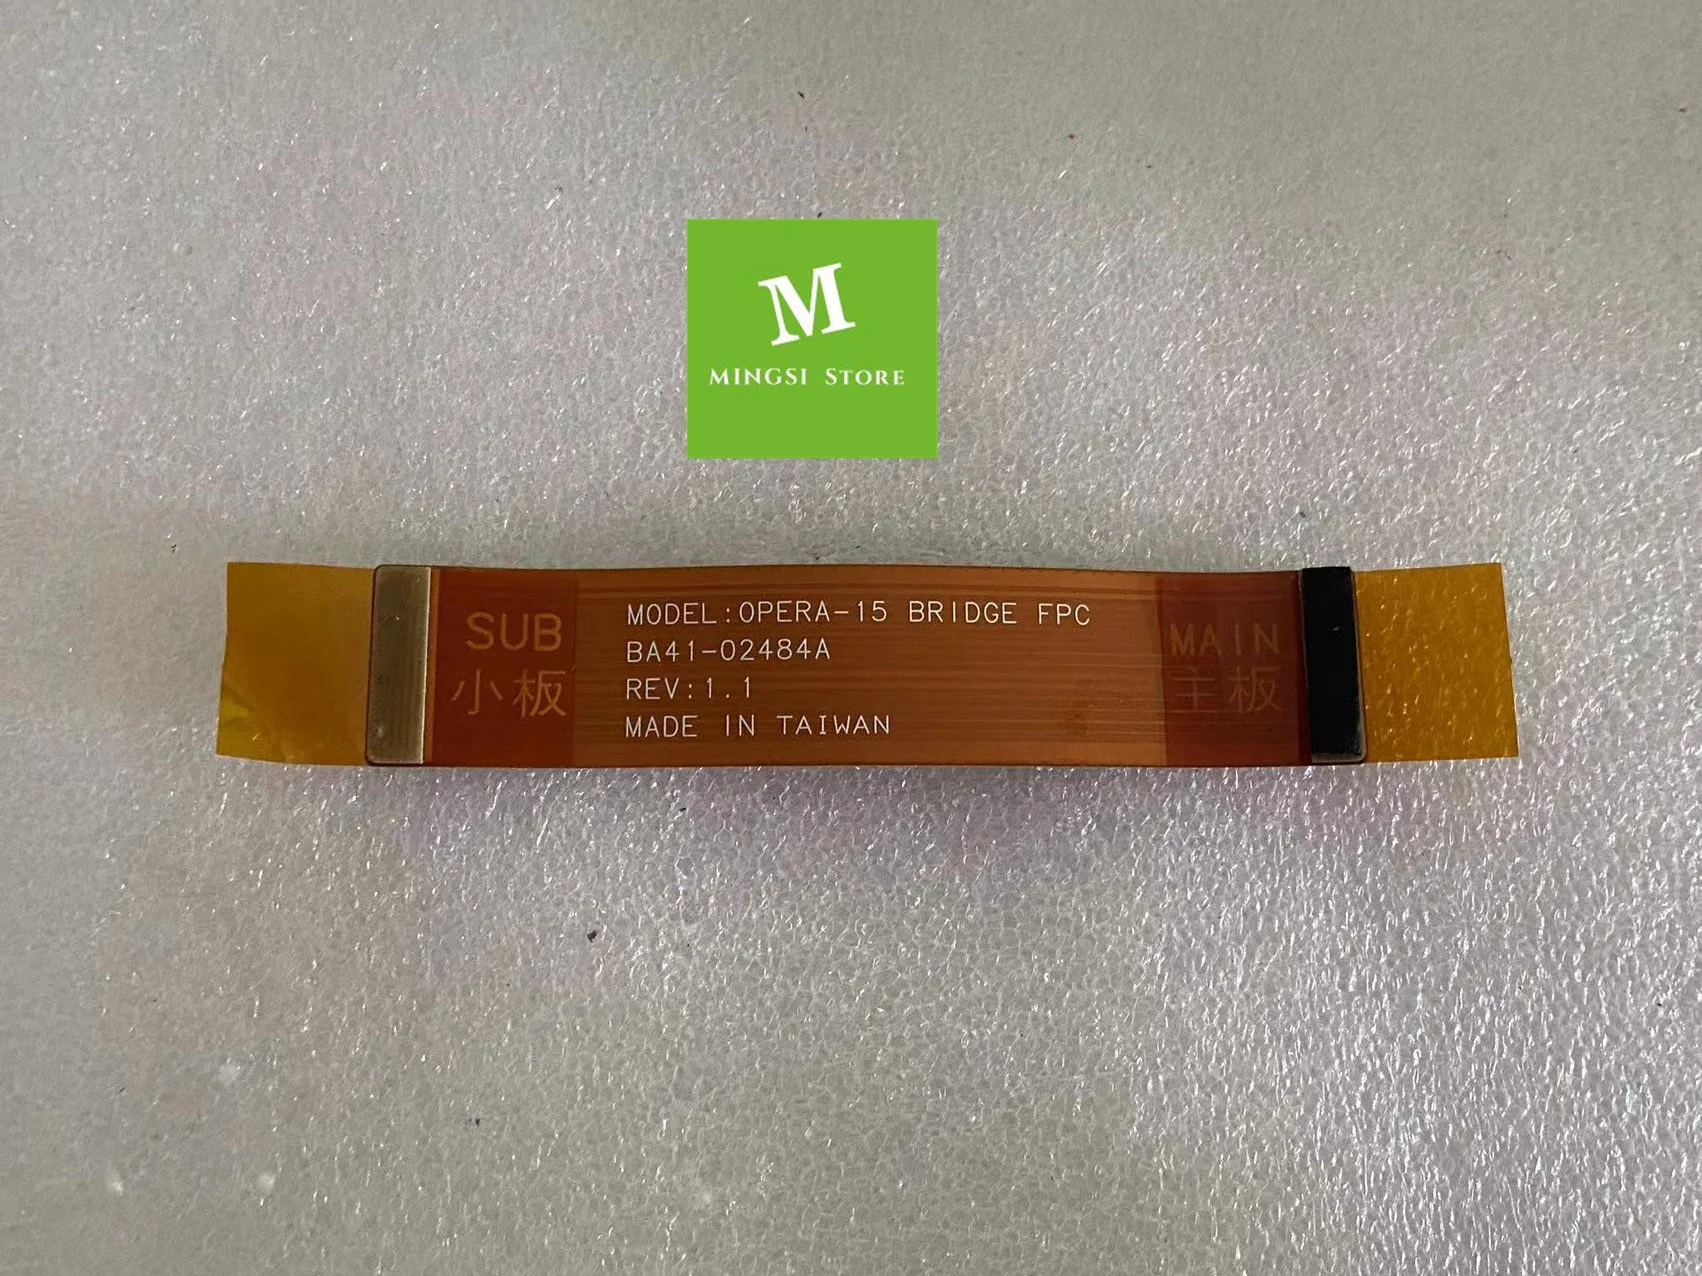 M
MINGSI STORE
SUB
小板
MODEL:OPERA-15 BRIDGE FPC
BA41-02484A
REV:1.1
MADE IN TAIWAN
MAIN
主板